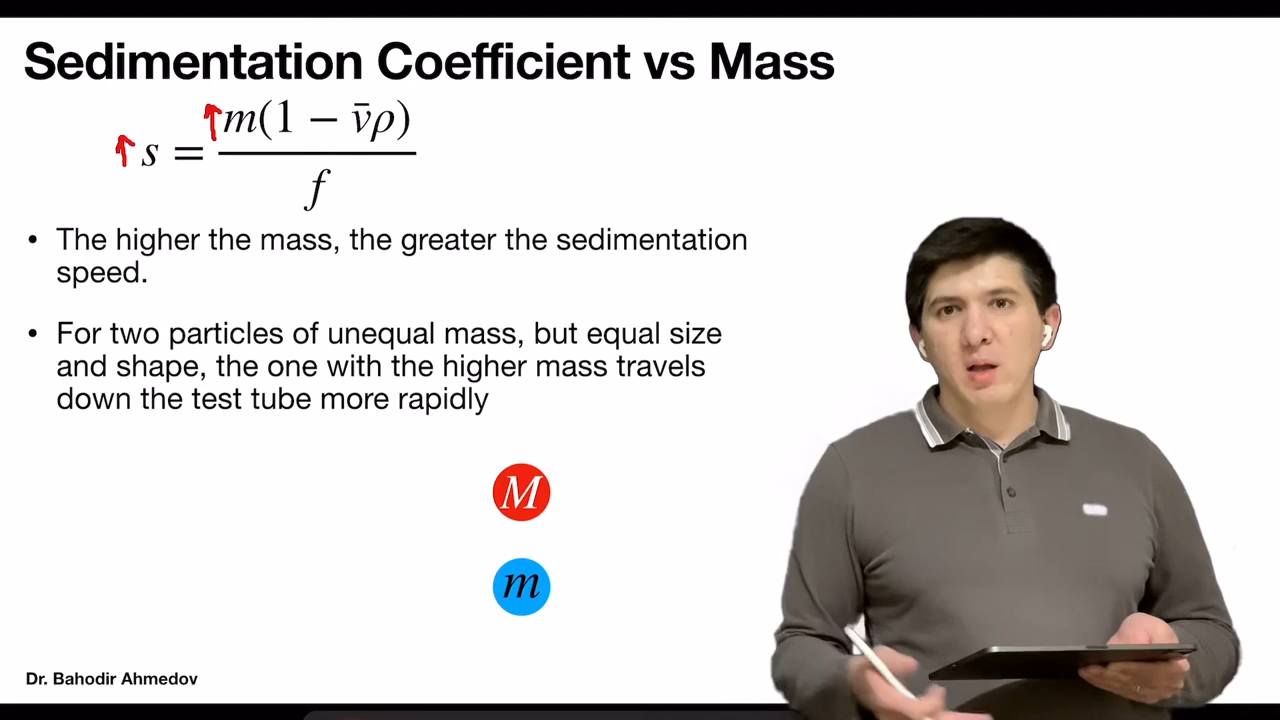 Sedimentation Coefficient vs Mass
s = m(1 − v̄ρ) / f
• The higher the mass, the greater the sedimentation
speed.
• For two particles of unequal mass, but equal size
and shape, the one with the higher mass travels
down the test tube more rapidly
M
m
Dr. Bahodir Ahmedov